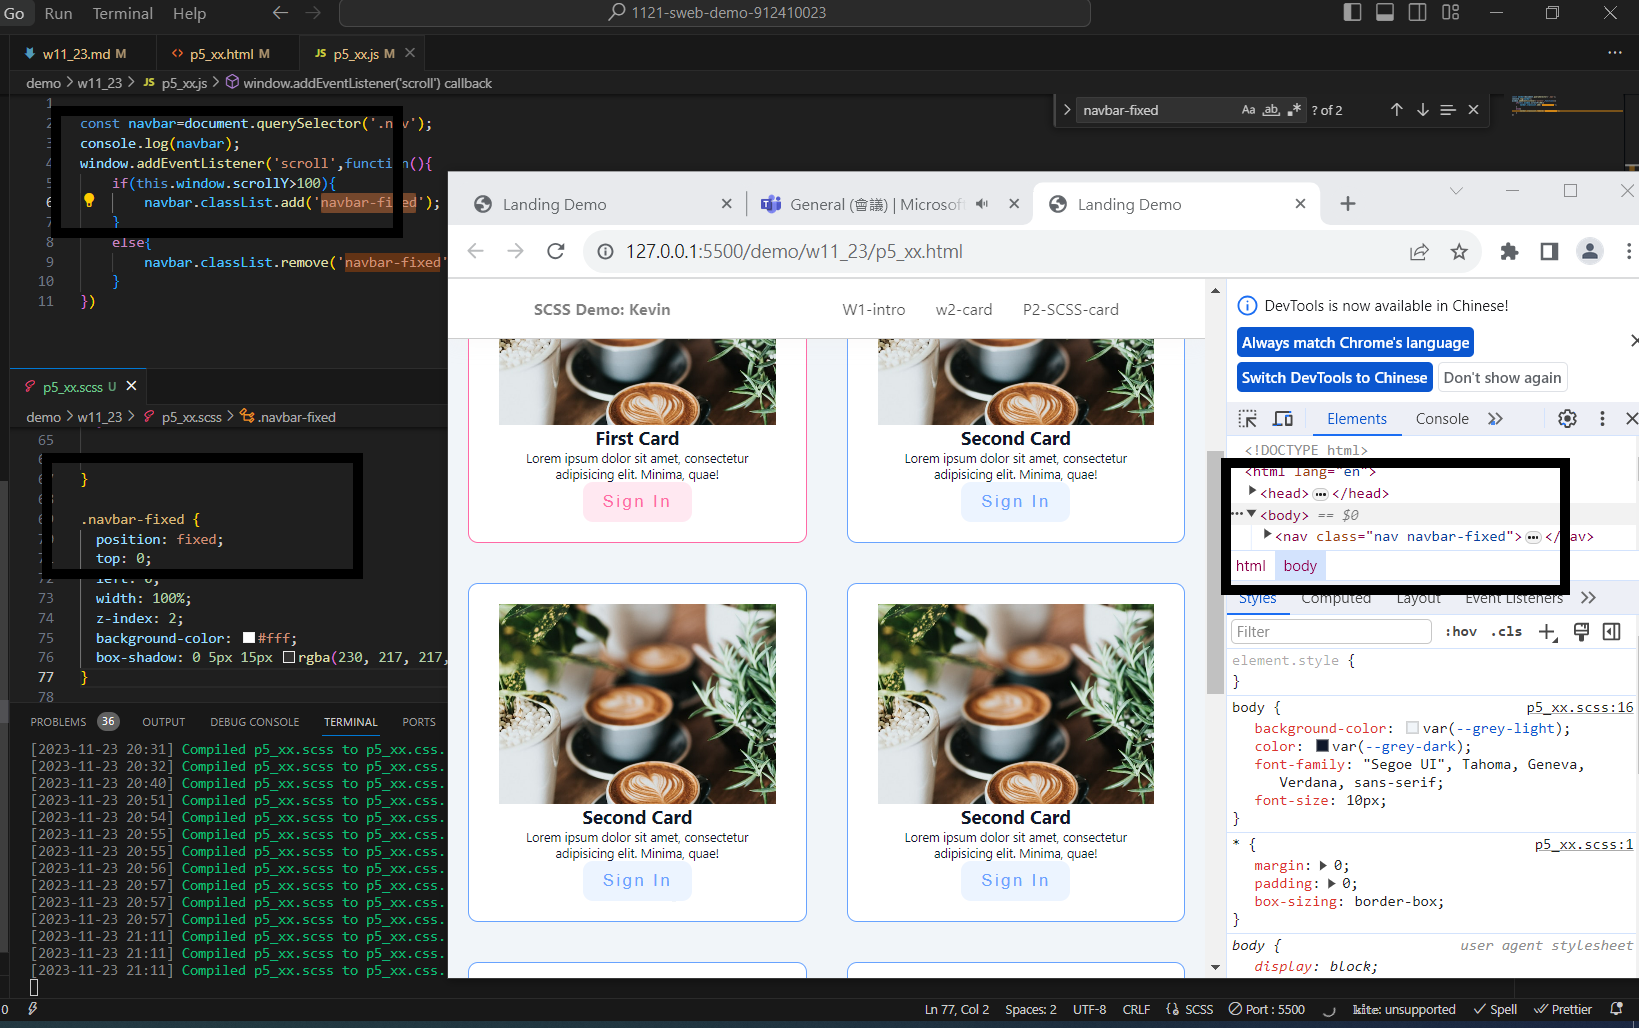 Go Run Terminal Help
1121-sweb-demo-912410023
w11_23.md M
p5_xx.html M
JS p5_xx.js M
demo > w11_23 > JS p5_xx.js > window.addEventListener('scroll') callback
navbar-fixed
Aa ab .* ? of 2
1
2 const navbar=document.querySelector('.n v');
3 console.log(navbar);
4 window.addEventListener('scroll',function(){
5 if(this.window.scrollY>100){
6 navbar.classList.add('navbar-fixed');
7 }
8 else{
9 navbar.classList.remove('navbar-fixed'
10 }
11 })
p5_xx.scss U
demo > w11_23 > p5_xx.scss > .navbar-fixed
65
}
.navbar-fixed {
position: fixed;
top: 0;
72 left: 0;
73 width: 100%;
74 z-index: 2;
75 background-color: #fff;
76 box-shadow: 0 5px 15px rgba(230, 217, 217,
77 }
78
PROBLEMS 36 OUTPUT DEBUG CONSOLE TERMINAL PORTS
[2023-11-23 20:31] Compiled p5_xx.scss to p5_xx.css.
[2023-11-23 20:32] Compiled p5_xx.scss to p5_xx.css.
[2023-11-23 20:40] Compiled p5_xx.scss to p5_xx.css.
[2023-11-23 20:51] Compiled p5_xx.scss to p5_xx.css.
[2023-11-23 20:54] Compiled p5_xx.scss to p5_xx.css.
[2023-11-23 20:55] Compiled p5_xx.scss to p5_xx.css.
[2023-11-23 20:55] Compiled p5_xx.scss to p5_xx.css.
[2023-11-23 20:56] Compiled p5_xx.scss to p5_xx.css.
[2023-11-23 20:57] Compiled p5_xx.scss to p5_xx.css.
[2023-11-23 20:57] Compiled p5_xx.scss to p5_xx.css.
[2023-11-23 20:57] Compiled p5_xx.scss to p5_xx.css.
[2023-11-23 21:11] Compiled p5_xx.scss to p5_xx.css.
[2023-11-23 21:11] Compiled p5_xx.scss to p5_xx.css.
[2023-11-23 21:11] Compiled p5_xx.scss to p5_xx.css.
Landing Demo
General (會議) | Microsof
Landing Demo
127.0.0.1:5500/demo/w11_23/p5_xx.html
SCSS Demo: Kevin
W1-intro w2-card P2-SCSS-card
First Card
Lorem ipsum dolor sit amet, consectetur
adipisicing elit. Minima, quae!
Sign In
Second Card
Lorem ipsum dolor sit amet, consectetur
adipisicing elit. Minima, quae!
Sign In
Second Card
Lorem ipsum dolor sit amet, consectetur
adipisicing elit. Minima, quae!
Sign In
Second Card
Lorem ipsum dolor sit amet, consectetur
adipisicing elit. Minima, quae!
Sign In
DevTools is now available in Chinese!
Always match Chrome's language
Switch DevTools to Chinese
Don't show again
Elements Console
<!DOCTYPE html>
<html lang="en">
<head> ••• </head>
••• <body> == $0
<nav class="nav navbar-fixed"> ••• </nav>
html body
Styles Computed Layout Event Listeners
Filter :hov .cls
element.style {
}
body { p5_xx.scss:16
background-color: var(--grey-light);
color: var(--grey-dark);
font-family: "Segoe UI", Tahoma, Geneva,
Verdana, sans-serif;
font-size: 10px;
}
* { p5_xx.scss:1
margin: 0;
padding: 0;
box-sizing: border-box;
}
body { user agent stylesheet
display: block;
0
Ln 77, Col 2 Spaces: 2 UTF-8 CRLF SCSS Port : 5500 kite: unsupported Spell Prettier